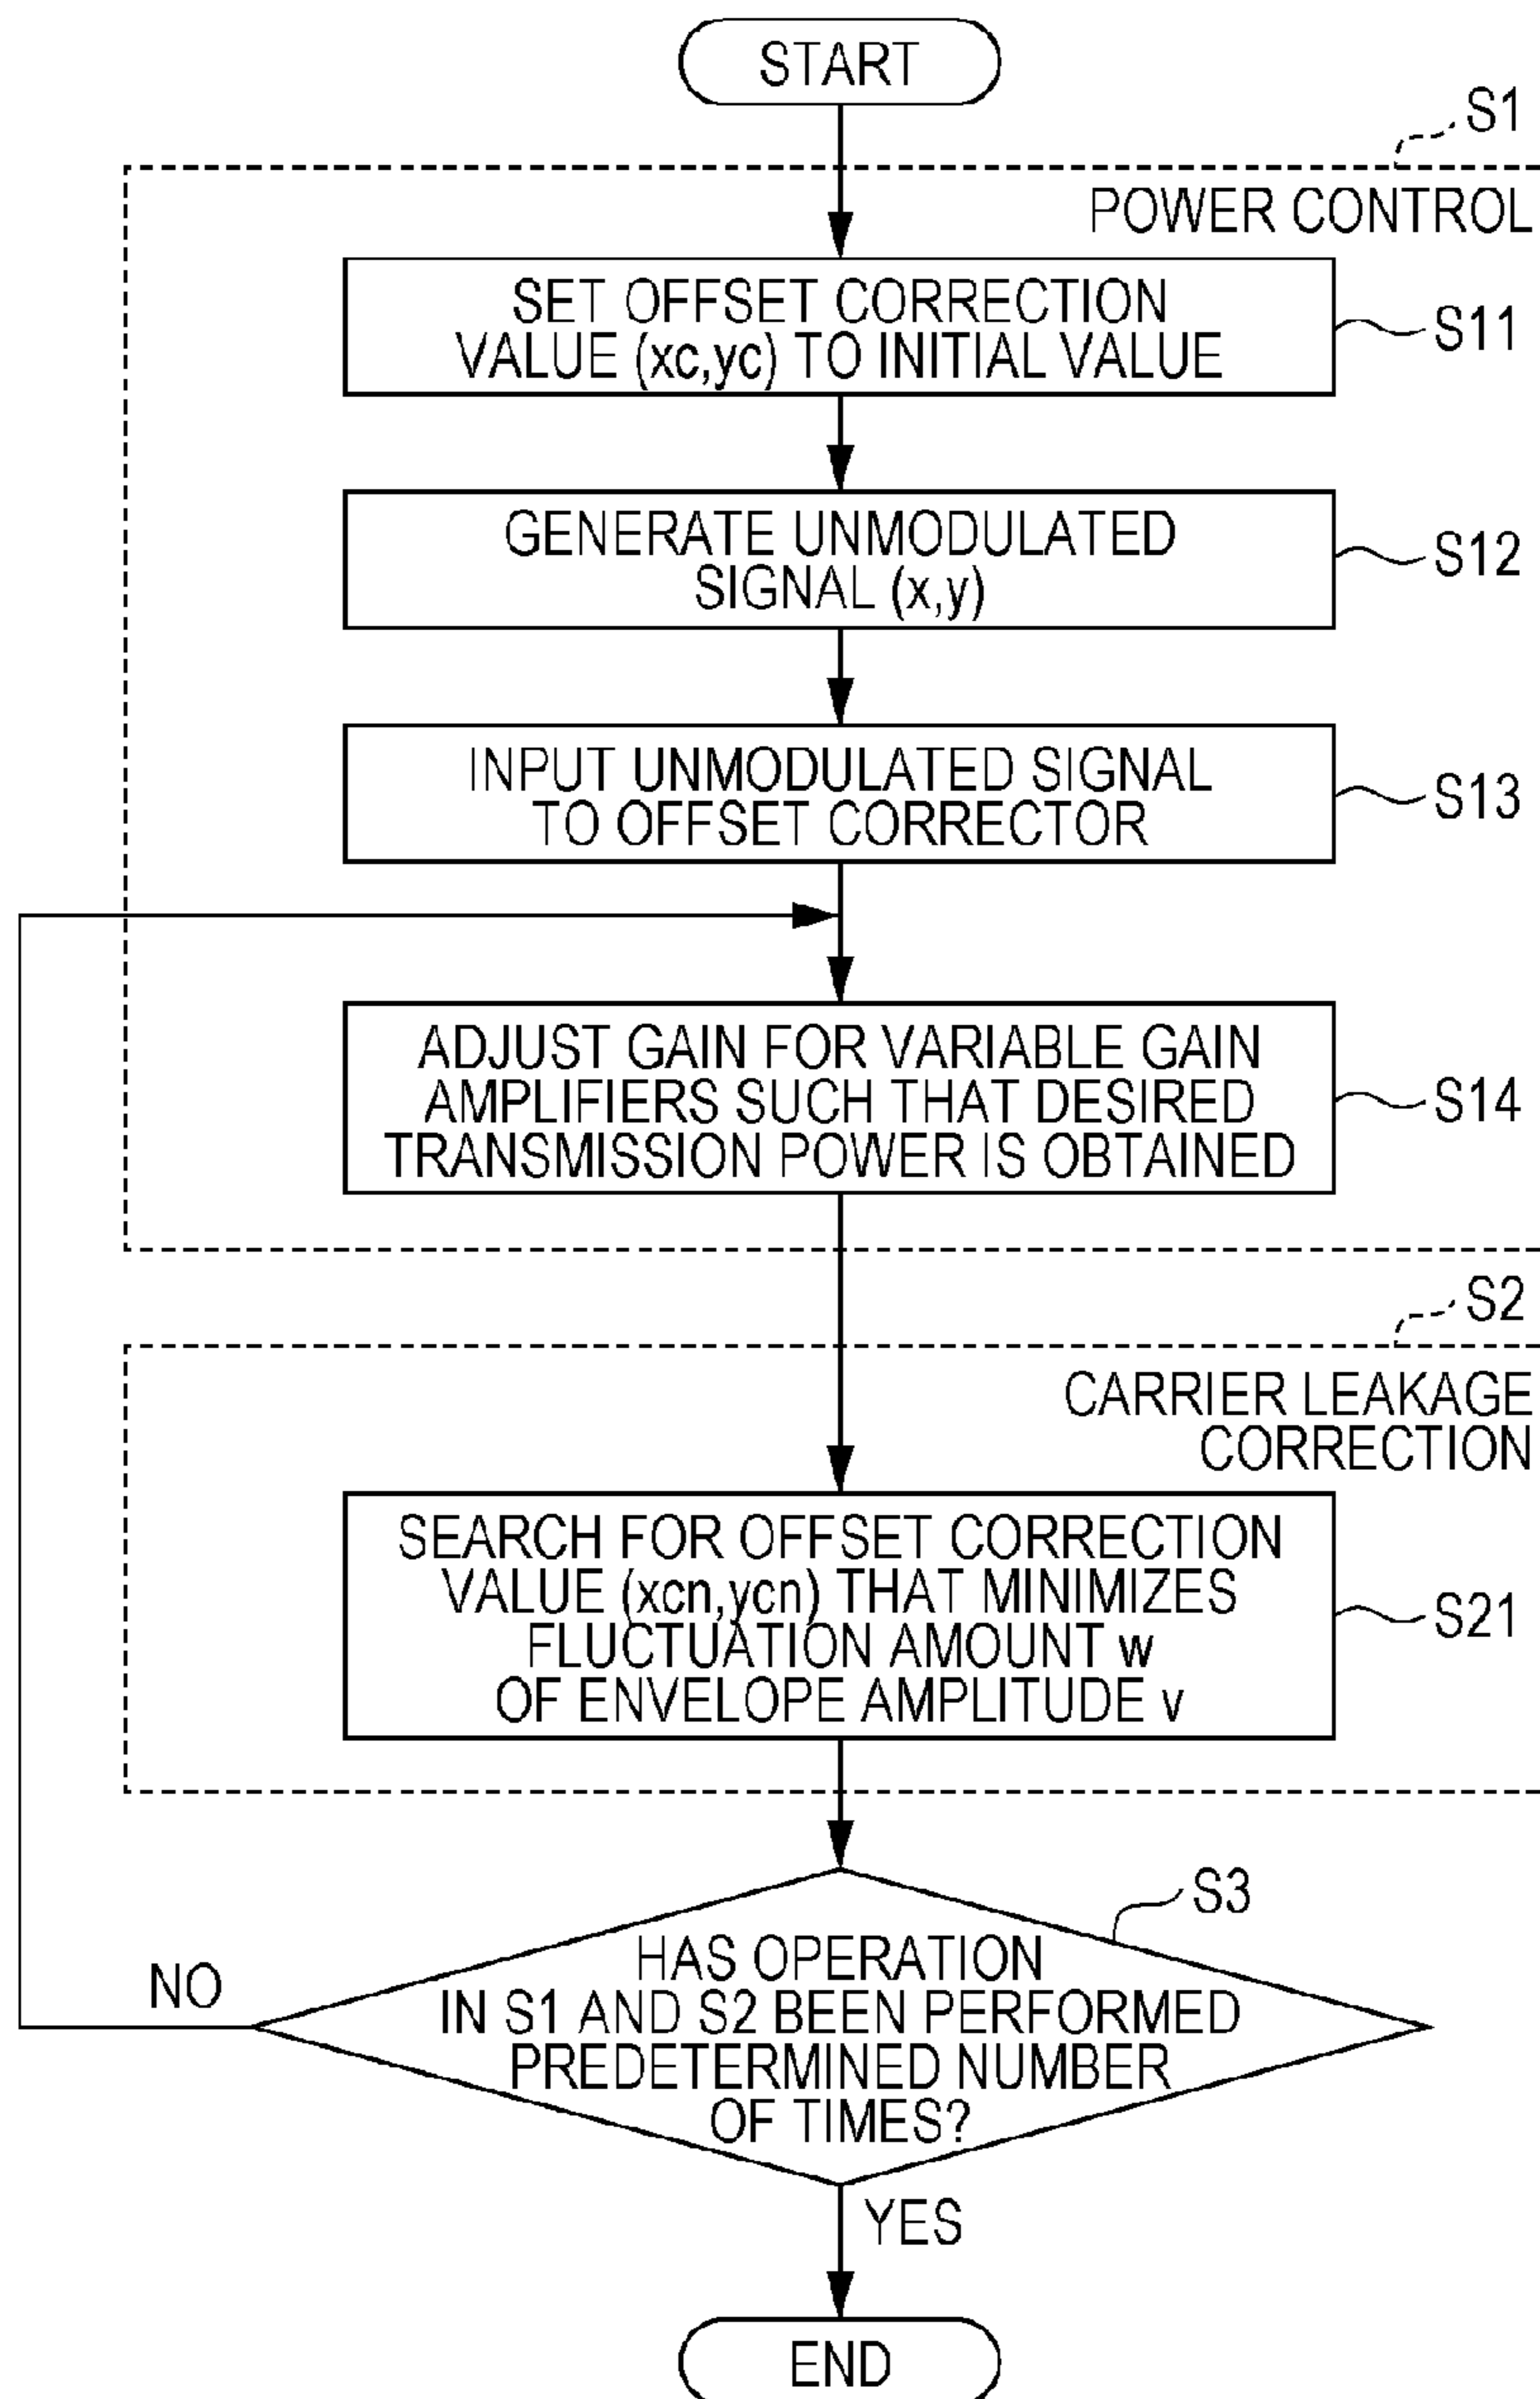 START
S1
POWER CONTROL
SET OFFSET CORRECTION
VALUE (xc,yc) TO INITIAL VALUE
S11
GENERATE UNMODULATED
SIGNAL (x,y)
S12
INPUT UNMODULATED SIGNAL
TO OFFSET CORRECTOR
S13
ADJUST GAIN FOR VARIABLE GAIN
AMPLIFIERS SUCH THAT DESIRED
TRANSMISSION POWER IS OBTAINED
S14
S2
CARRIER LEAKAGE
CORRECTION
SEARCH FOR OFFSET CORRECTION
VALUE (xcn,ycn) THAT MINIMIZES
FLUCTUATION AMOUNT w
OF ENVELOPE AMPLITUDE v
S21
S3
HAS OPERATION
IN S1 AND S2 BEEN PERFORMED
PREDETERMINED NUMBER
OF TIMES?
NO
YES
END